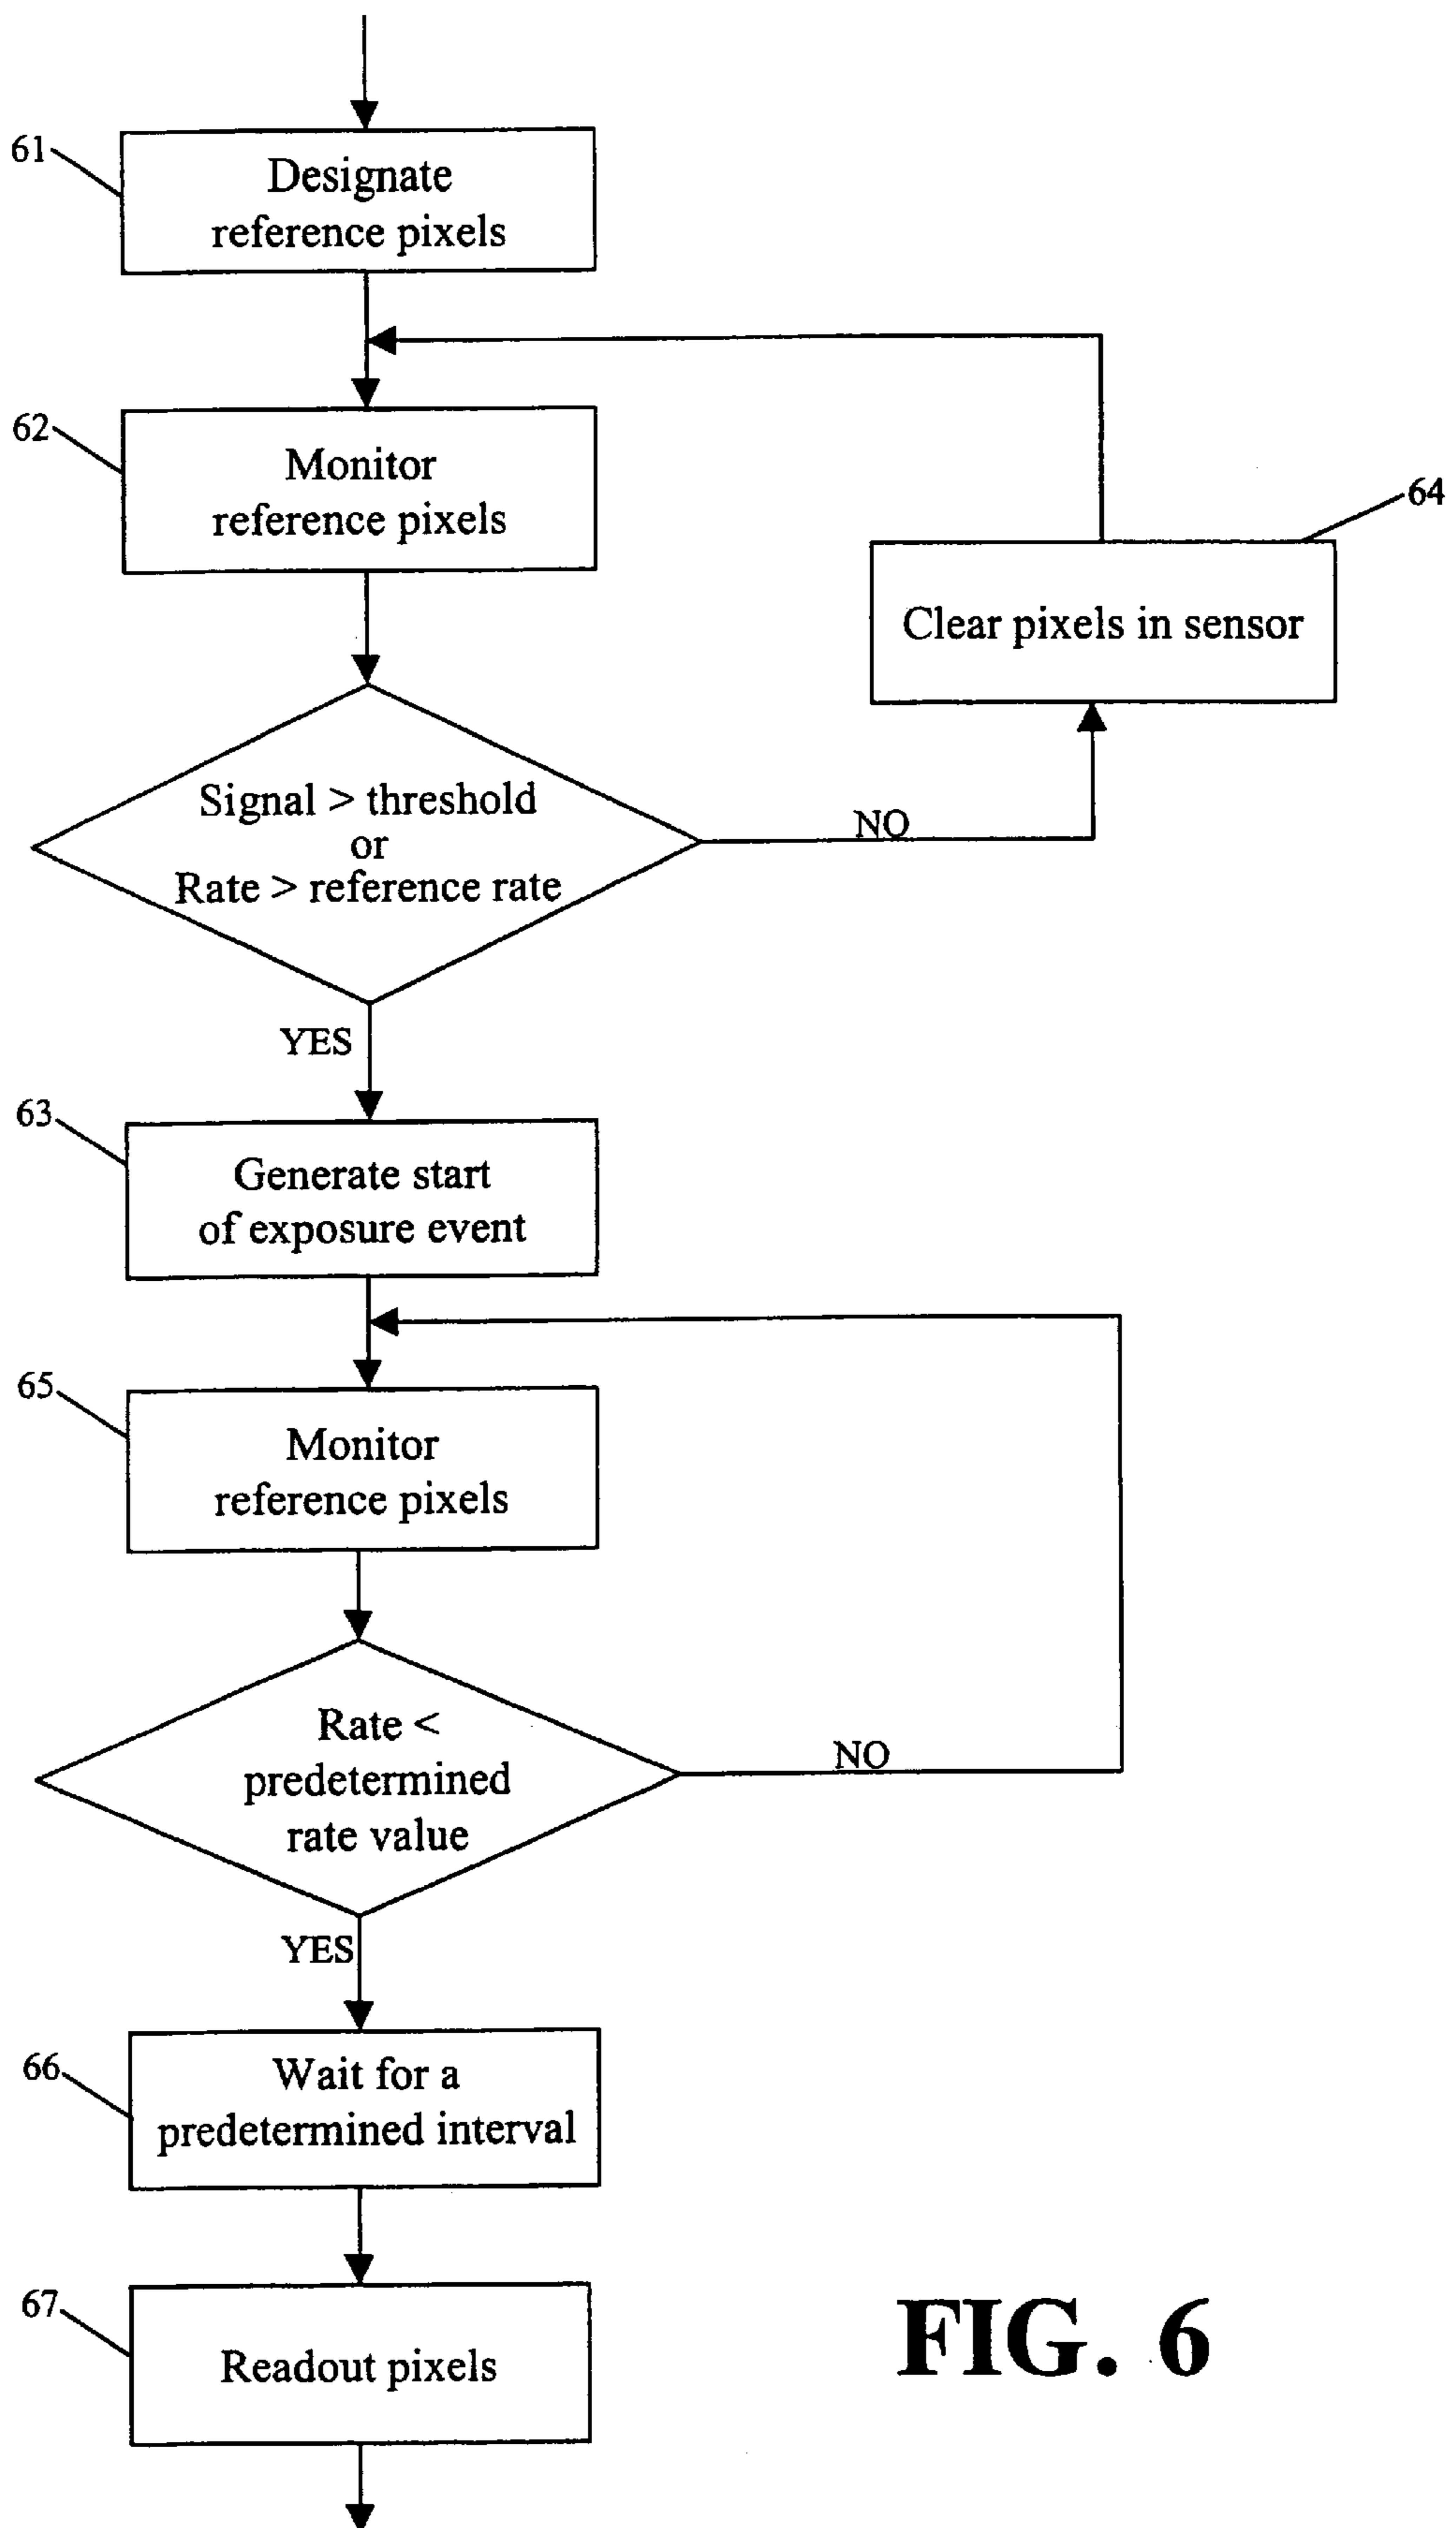 61
Designate
reference pixels
62
Monitor
reference pixels
64
Clear pixels in sensor
Signal > threshold
or
Rate > reference rate
NO
YES
63
Generate start
of exposure event
65
Monitor
reference pixels
Rate <
predetermined
rate value
NO
YES
66
Wait for a
predetermined interval
67
Readout pixels
FIG. 6